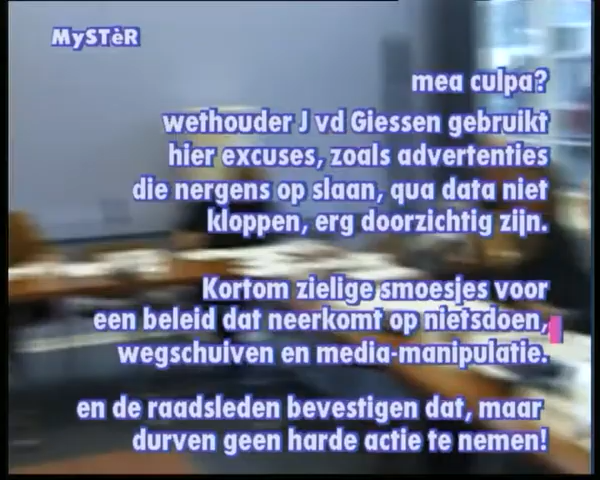 MySTèR
mea culpa?
wethouder J vd Giessen gebruikt
hier excuses, zoals advertenties
die nergens op slaan, qua data niet
kloppen, erg doorzichtig zijn.
Kortom zielige smoesjes voor
een beleid dat neerkomt op nietsdoen,
wegschuiven en media-manipulatie.
en de raadsleden bevestigen dat, maar
durven geen harde actie te nemen!